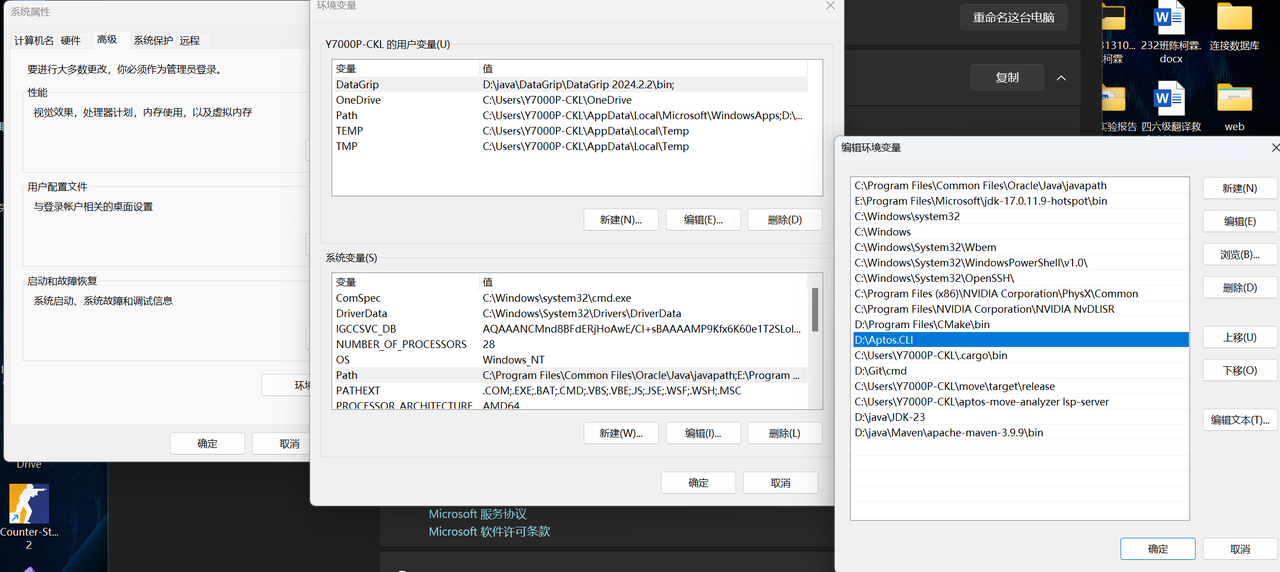 系统属性
计算机名 硬件 高级 系统保护 远程
要进行大多数更改，你必须作为管理员登录。
性能
视觉效果，处理器计划，内存使用，以及虚拟内存
用户配置文件
与登录帐户相关的桌面设置
启动和故障恢复
系统启动、系统故障和调试信息
确定 取消
Drive
Counter-St...
2
环境变量
Y7000P-CKL 的用户变量(U)
变量 值
DataGrip D:\java\DataGrip\DataGrip 2024.2.2\bin;
OneDrive C:\Users\Y7000P-CKL\OneDrive
Path C:\Users\Y7000P-CKL\AppData\Local\Microsoft\WindowsApps;D:\...
TEMP C:\Users\Y7000P-CKL\AppData\Local\Temp
TMP C:\Users\Y7000P-CKL\AppData\Local\Temp
新建(N)... 编辑(E)... 删除(D)
系统变量(S)
变量 值
ComSpec C:\Windows\system32\cmd.exe
DriverData C:\Windows\System32\Drivers\DriverData
IGCCSVC_DB
NUMBER_OF_PROCESSORS 28
OS Windows_NT
Path C:\Program Files\Common Files\Oracle\Java\javapath;E:\Program ...
PATHEXT .COM;.EXE;.BAT;.CMD;.VBS;.VBE;.JS;.JSE;.WSF;.WSH;.MSC
PROCESSOR_ARCHITECTURE AMD64
新建(W)... 编辑(I)... 删除(L)
确定 取消
Microsoft 服务协议
Microsoft 软件许可条款
重命名这台电脑
复制
232班陈柯霖.
docx
连接数据库
实验报告 四六级翻译救
web
编辑环境变量
C:\Program Files\Common Files\Oracle\Java\javapath
E:\Program Files\Microsoft\jdk-17.0.11.9-hotspot\bin
C:\Windows\system32
C:\Windows
C:\Windows\System32\Wbem
C:\Windows\System32\WindowsPowerShell\v1.0\
C:\Windows\System32\OpenSSH\
C:\Program Files (x86)\NVIDIA Corporation\PhysX\Common
C:\Program Files\NVIDIA Corporation\NVIDIA NvDLISR
D:\Program Files\CMake\bin
D:\Aptos.CLI
C:\Users\Y7000P-CKL\.cargo\bin
D:\Git\cmd
C:\Users\Y7000P-CKL\move\target\release
C:\Users\Y7000P-CKL\aptos-move-analyzer lsp-server
D:\java\JDK-23
D:\java\Maven\apache-maven-3.9.9\bin
新建(N)
编辑(E)
浏览(B)...
删除(D)
上移(U)
下移(O)
编辑文本(T)...
确定 取消